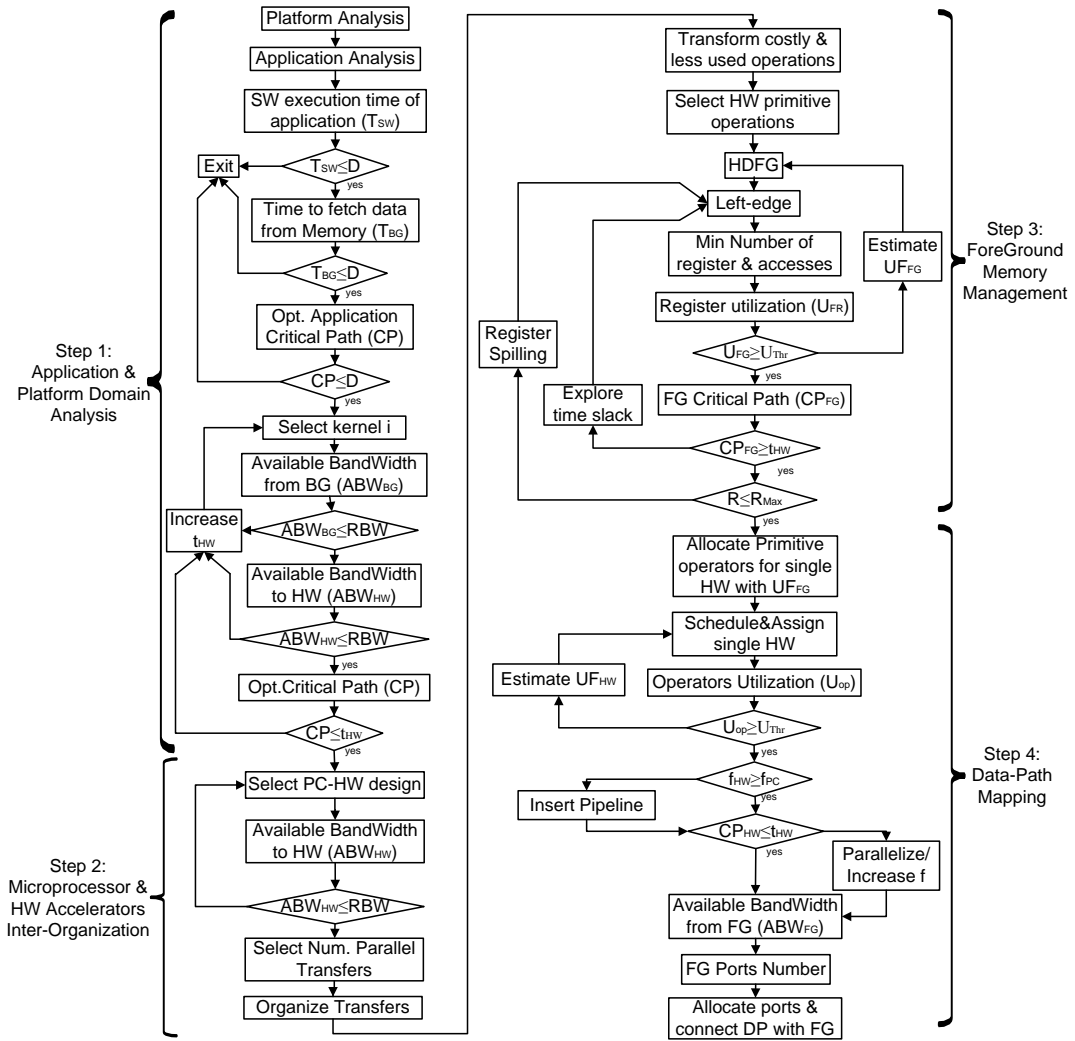 Step 1:
Application &
Platform Domain
Analysis
Platform Analysis
Application Analysis
SW execution time of
application (TSW)
TSW≤D
yes
Exit
Time to fetch data
from Memory (TBG)
TBG≤D
yes
Opt. Application
Critical Path (CP)
CP≤D
yes
Select kernel i
Available BandWidth
from BG (ABWBG)
Increase
tHW
ABWBG≤RBW
yes
Available BandWidth
to HW (ABWHW)
ABWHW≤RBW
yes
Opt.Critical Path (CP)
CP≤tHW
yes
Step 2:
Microprocessor &
HW Accelerators
Inter-Organization
Select PC-HW design
Available BandWidth
to HW (ABWHW)
ABWHW≤RBW
yes
Select Num. Parallel
Transfers
Organize Transfers
Step 3:
ForeGround
Memory
Management
Transform costly &
less used operations
Select HW primitive
operations
HDFG
Left-edge
Min Number of
register & accesses
Estimate
UFFG
Register utilization (UFR)
Register
Spilling
UFG≥UThr
yes
Explore
time slack
FG Critical Path (CPFG)
CPFG≥tHW
yes
R≤RMax
yes
Step 4:
Data-Path
Mapping
Allocate Primitive
operators for single
HW with UFFG
Schedule&Assign
single HW
Estimate UFHW
Operators Utilization (Uop)
Uop≥UThr
yes
fHW≥fPC
yes
Insert Pipeline
CPHW≤tHW
yes
Parallelize/
Increase f
Available BandWidth
from FG (ABWFG)
FG Ports Number
Allocate ports &
connect DP with FG